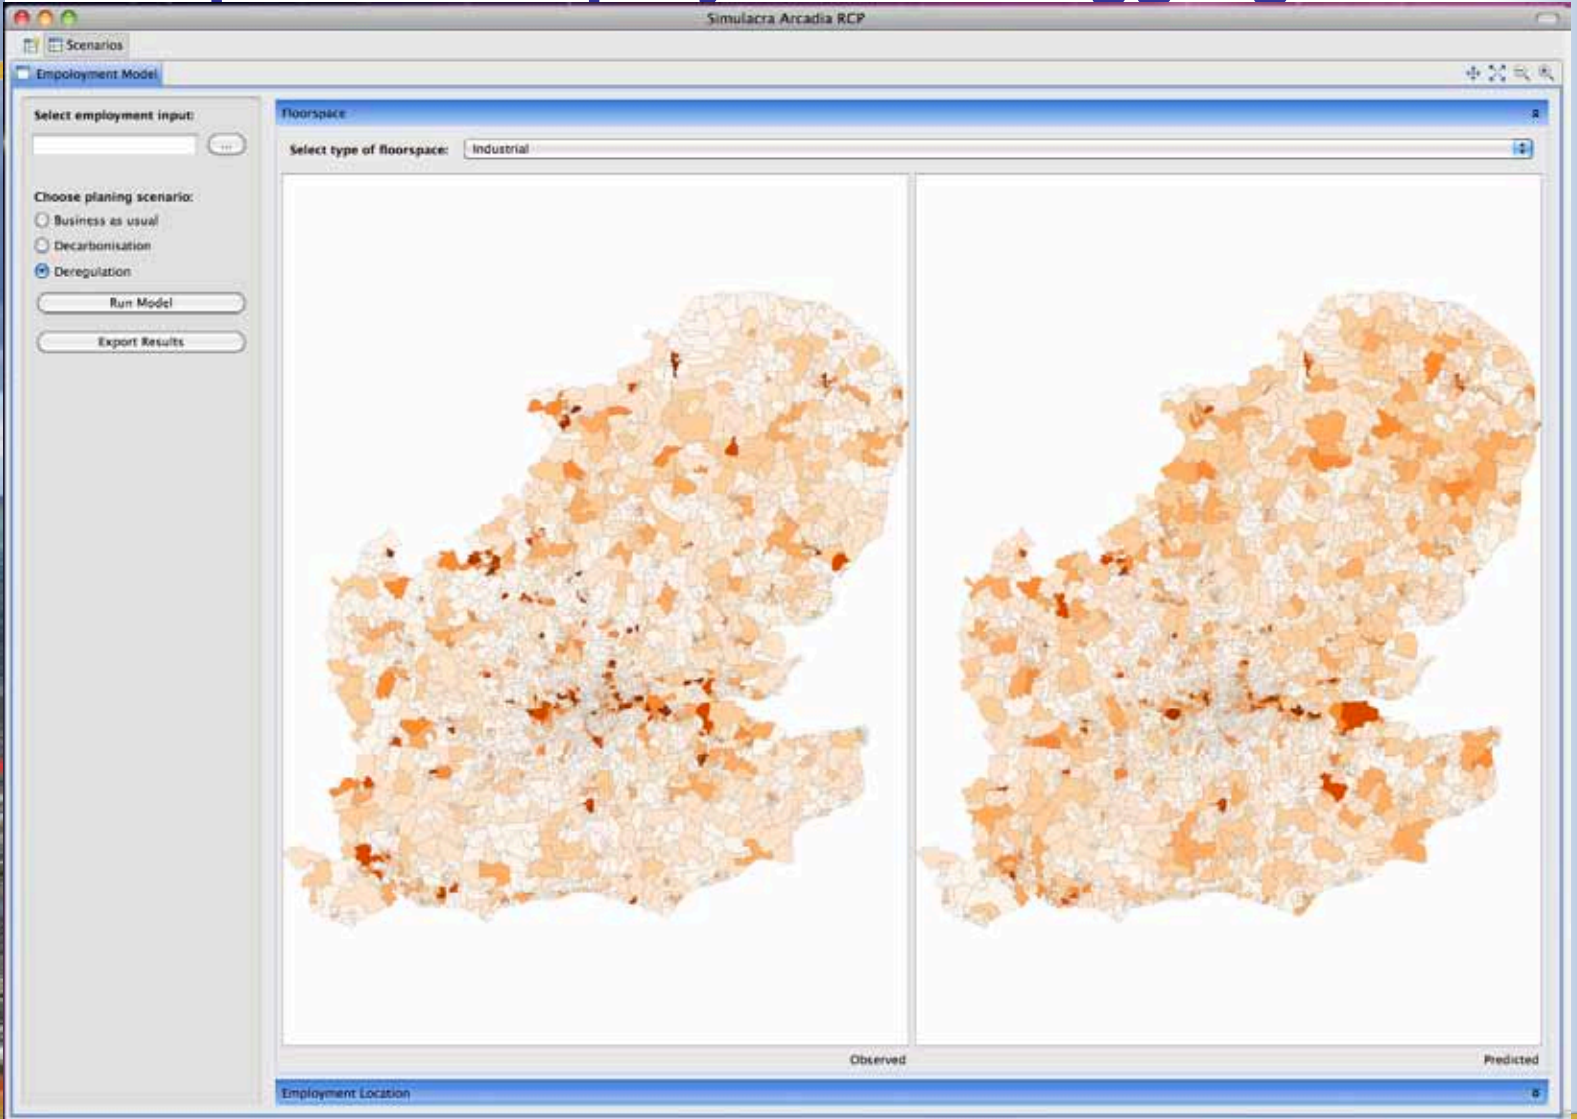 Simulacra Arcadia RCP
Scenarios
Empoloyment Model
Select employment input:
...
Choose planing scenario:
Business as usual
Decarbonisation
Deregulation
Run Model
Export Results
Floorspace
Select type of floorspace: Industrial
Observed
Predicted
Employment Location